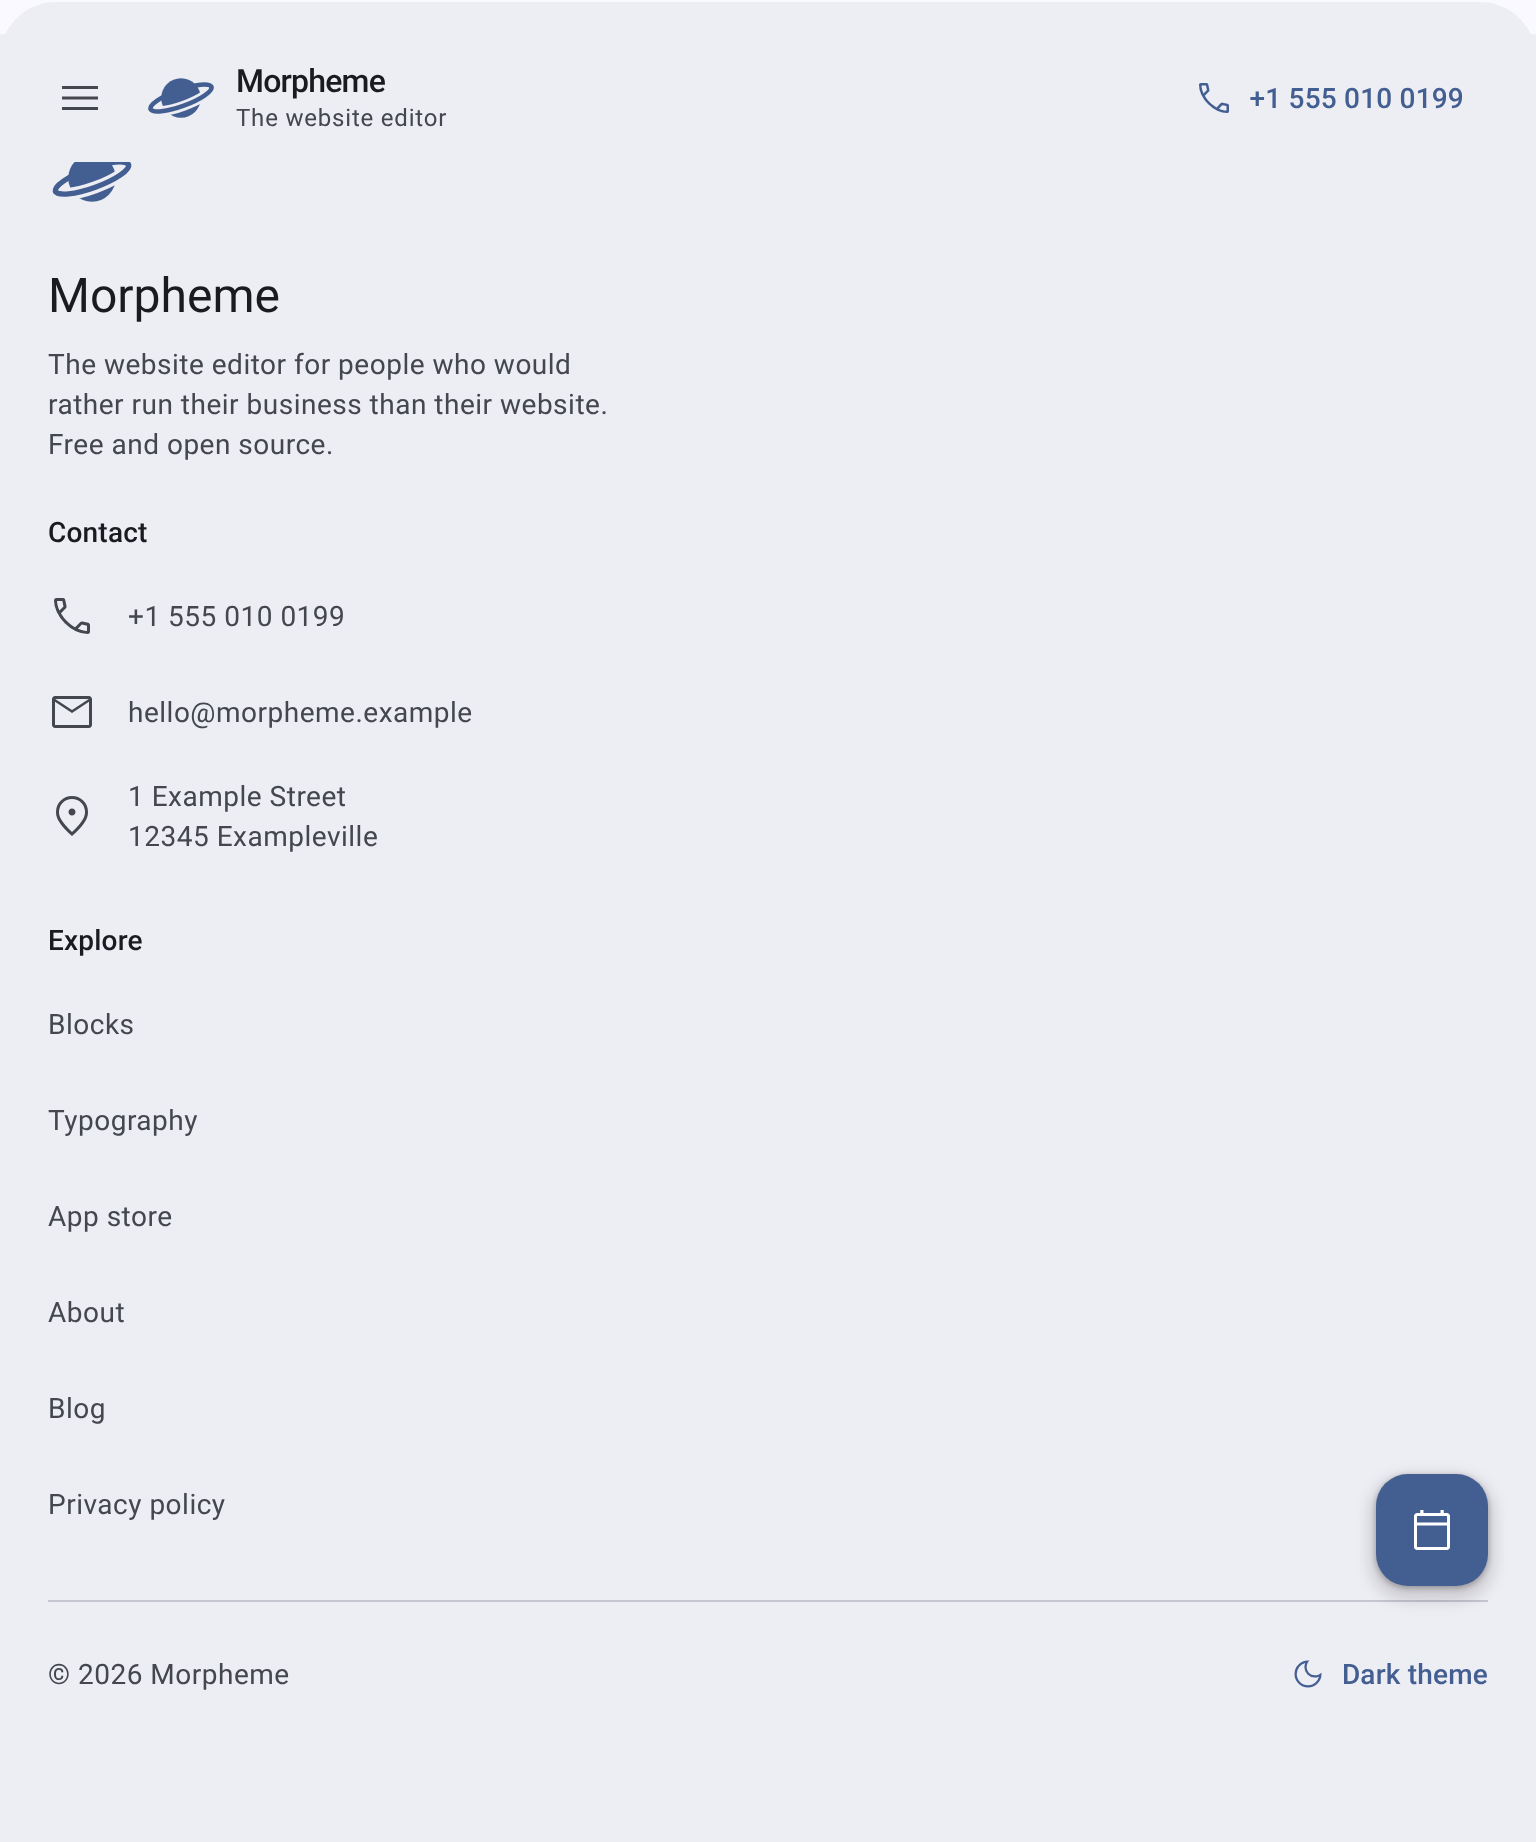 Morpheme
The website editor
+1 555 010 0199
Morpheme
The website editor for people who would
rather run their business than their website.
Free and open source.
Contact
+1 555 010 0199
hello@morpheme.example
1 Example Street
12345 Exampleville
Explore
Blocks
Typography
App store
About
Blog
Privacy policy
© 2026 Morpheme
Dark theme